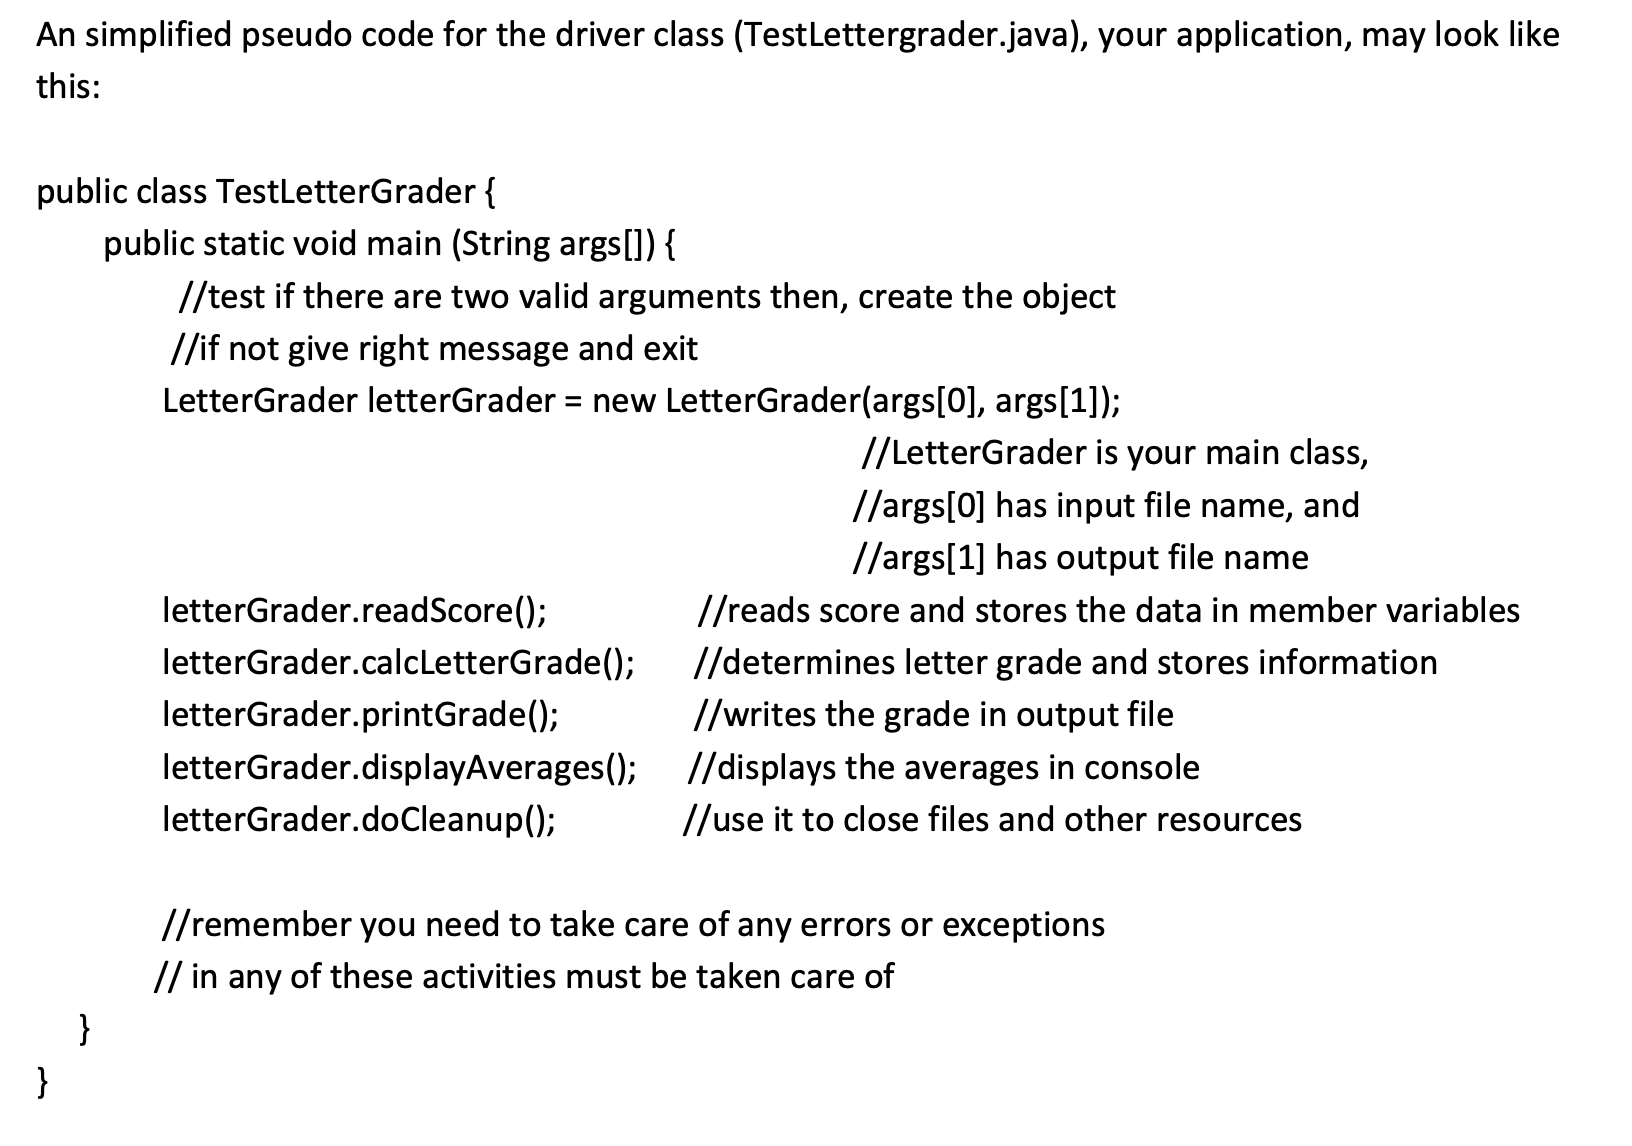 An simplified pseudo code for the driver class (TestLettergrader.java), your application, may look like
this:
public class TestLetterGrader {
public static void main (String args[]) {
//test if there are two valid arguments then, create the object
//if not give right message and exit
LetterGrader letterGrader = new LetterGrader(args[0], args[1]);
//LetterGrader is your main class,
//args[0] has input file name, and
//args[1] has output file name
letterGrader.readScore(); //reads score and stores the data in member variables
letterGrader.calcLetterGrade(); //determines letter grade and stores information
letterGrader.printGrade(); //writes the grade in output file
letterGrader.displayAverages(); //displays the averages in console
letterGrader.doCleanup(); //use it to close files and other resources
//remember you need to take care of any errors or exceptions
// in any of these activities must be taken care of
}
}